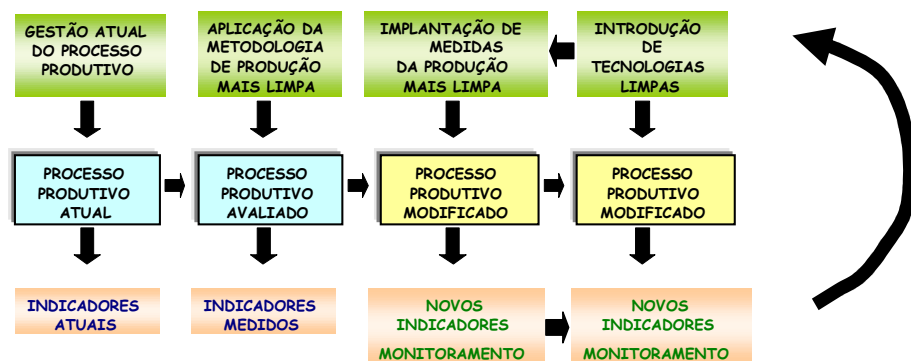 GESTÃO ATUAL
DO PROCESSO
PRODUTIVO
APLICAÇÃO DA
METODOLOGIA
DE PRODUÇÃO
MAIS LIMPA
IMPLANTAÇÃO DE
MEDIDAS
DA PRODUÇÃO
MAIS LIMPA
INTRODUÇÃO
DE
TECNOLOGIAS
LIMPAS
PROCESSO
PRODUTIVO
ATUAL
PROCESSO
PRODUTIVO
AVALIADO
PROCESSO
PRODUTIVO
MODIFICADO
PROCESSO
PRODUTIVO
MODIFICADO
INDICADORES
ATUAIS
INDICADORES
MEDIDOS
NOVOS
INDICADORES
MONITORAMENTO
NOVOS
INDICADORES
MONITORAMENTO